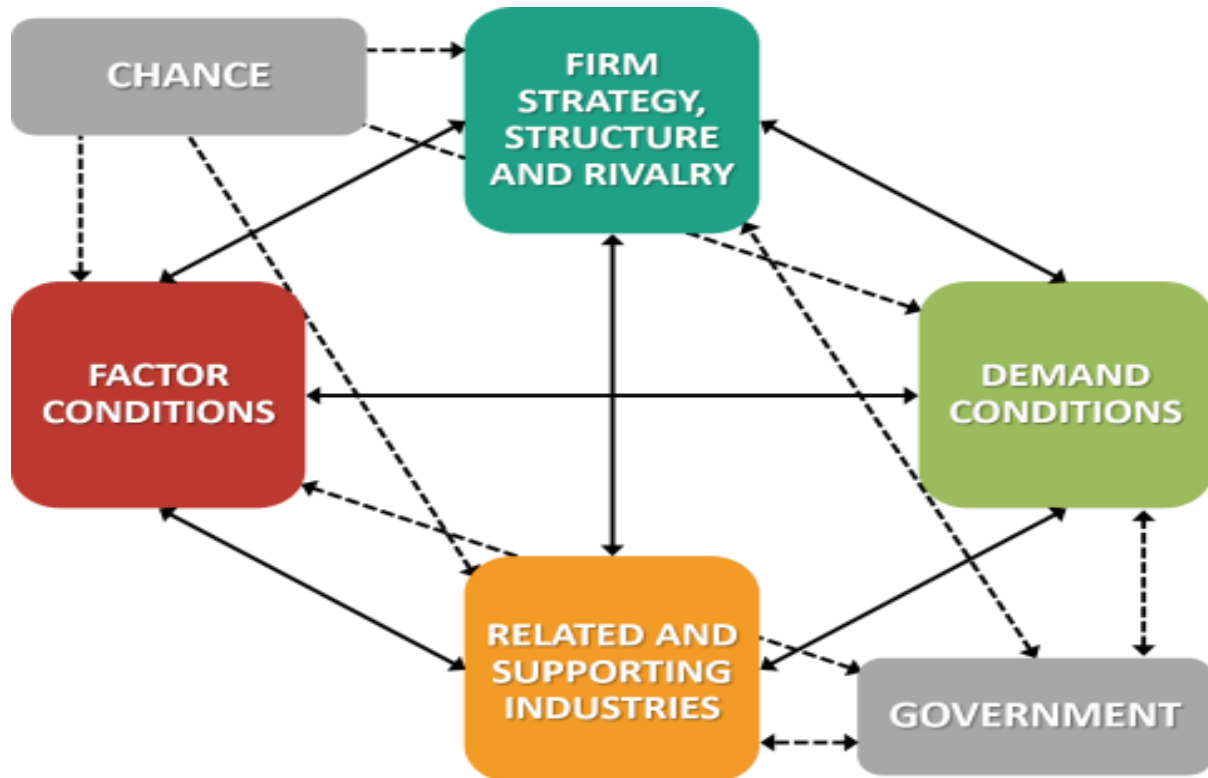 CHANCE
FIRM
STRATEGY,
STRUCTURE
AND RIVALRY
FACTOR
CONDITIONS
DEMAND
CONDITIONS
RELATED AND
SUPPORTING
INDUSTRIES
GOVERNMENT